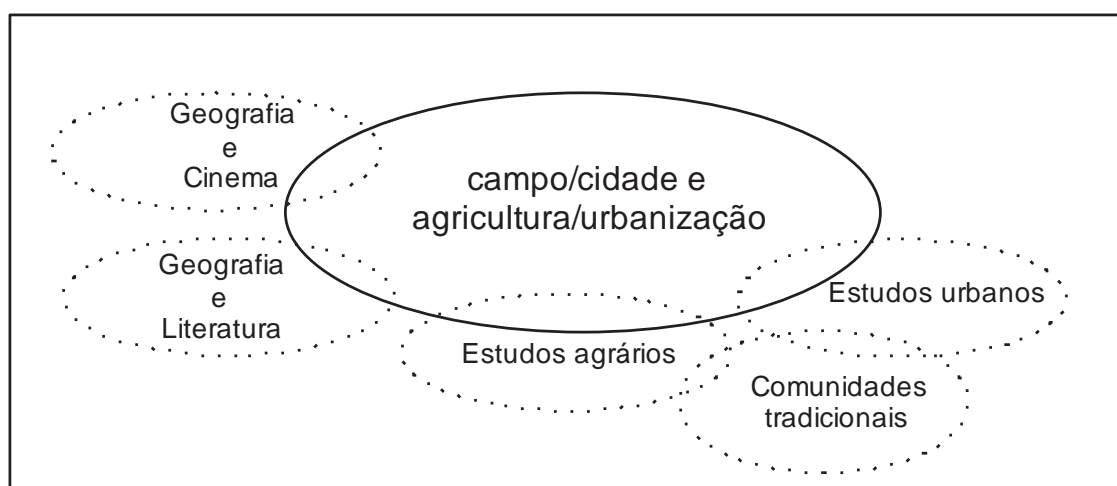 Geografia
e
Cinema
campo/cidade e
agricultura/urbanização
Geografia
e
Literatura
Estudos urbanos
Estudos agrários
Comunidades
tradicionais